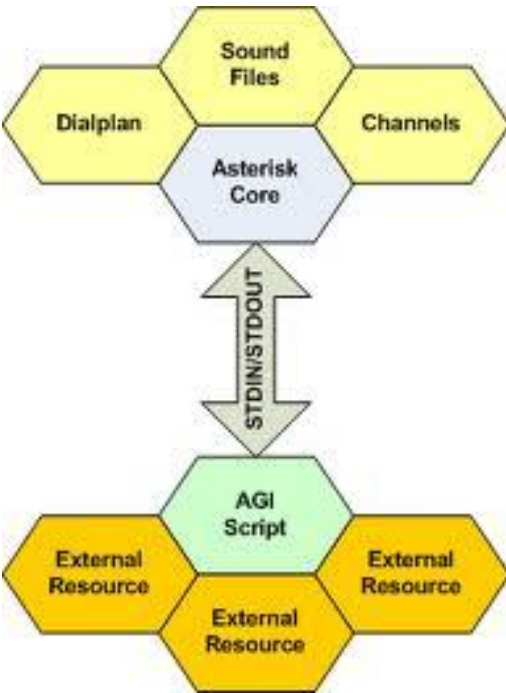 Sound
Files
Dialplan
Channels
Asterisk
Core
STDIN/STDOUT
AGI
Script
External
Resource
External
Resource
External
Resource